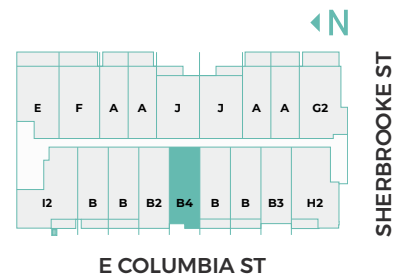 N
E F A A J J A A G2
I2 B B B2 B4 B B B3 H2
SHERBROOKE ST
E COLUMBIA ST